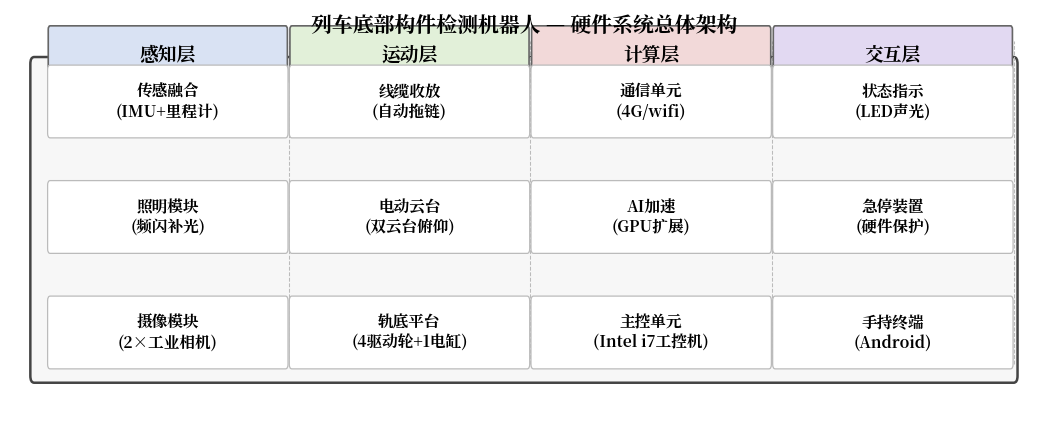 列车底部构件检测机器人 — 硬件系统总体架构
感知层
运动层
计算层
交互层
传感融合
(IMU+里程计)
线缆收放
(自动拖链)
通信单元
(4G/wifi)
状态指示
(LED声光)
照明模块
(频闪补光)
电动云台
(双云台俯仰)
AI加速
(GPU扩展)
急停装置
(硬件保护)
摄像模块
(2×工业相机)
轨底平台
(4驱动轮+1电缸)
主控单元
(Intel i7工控机)
手持终端
(Android)